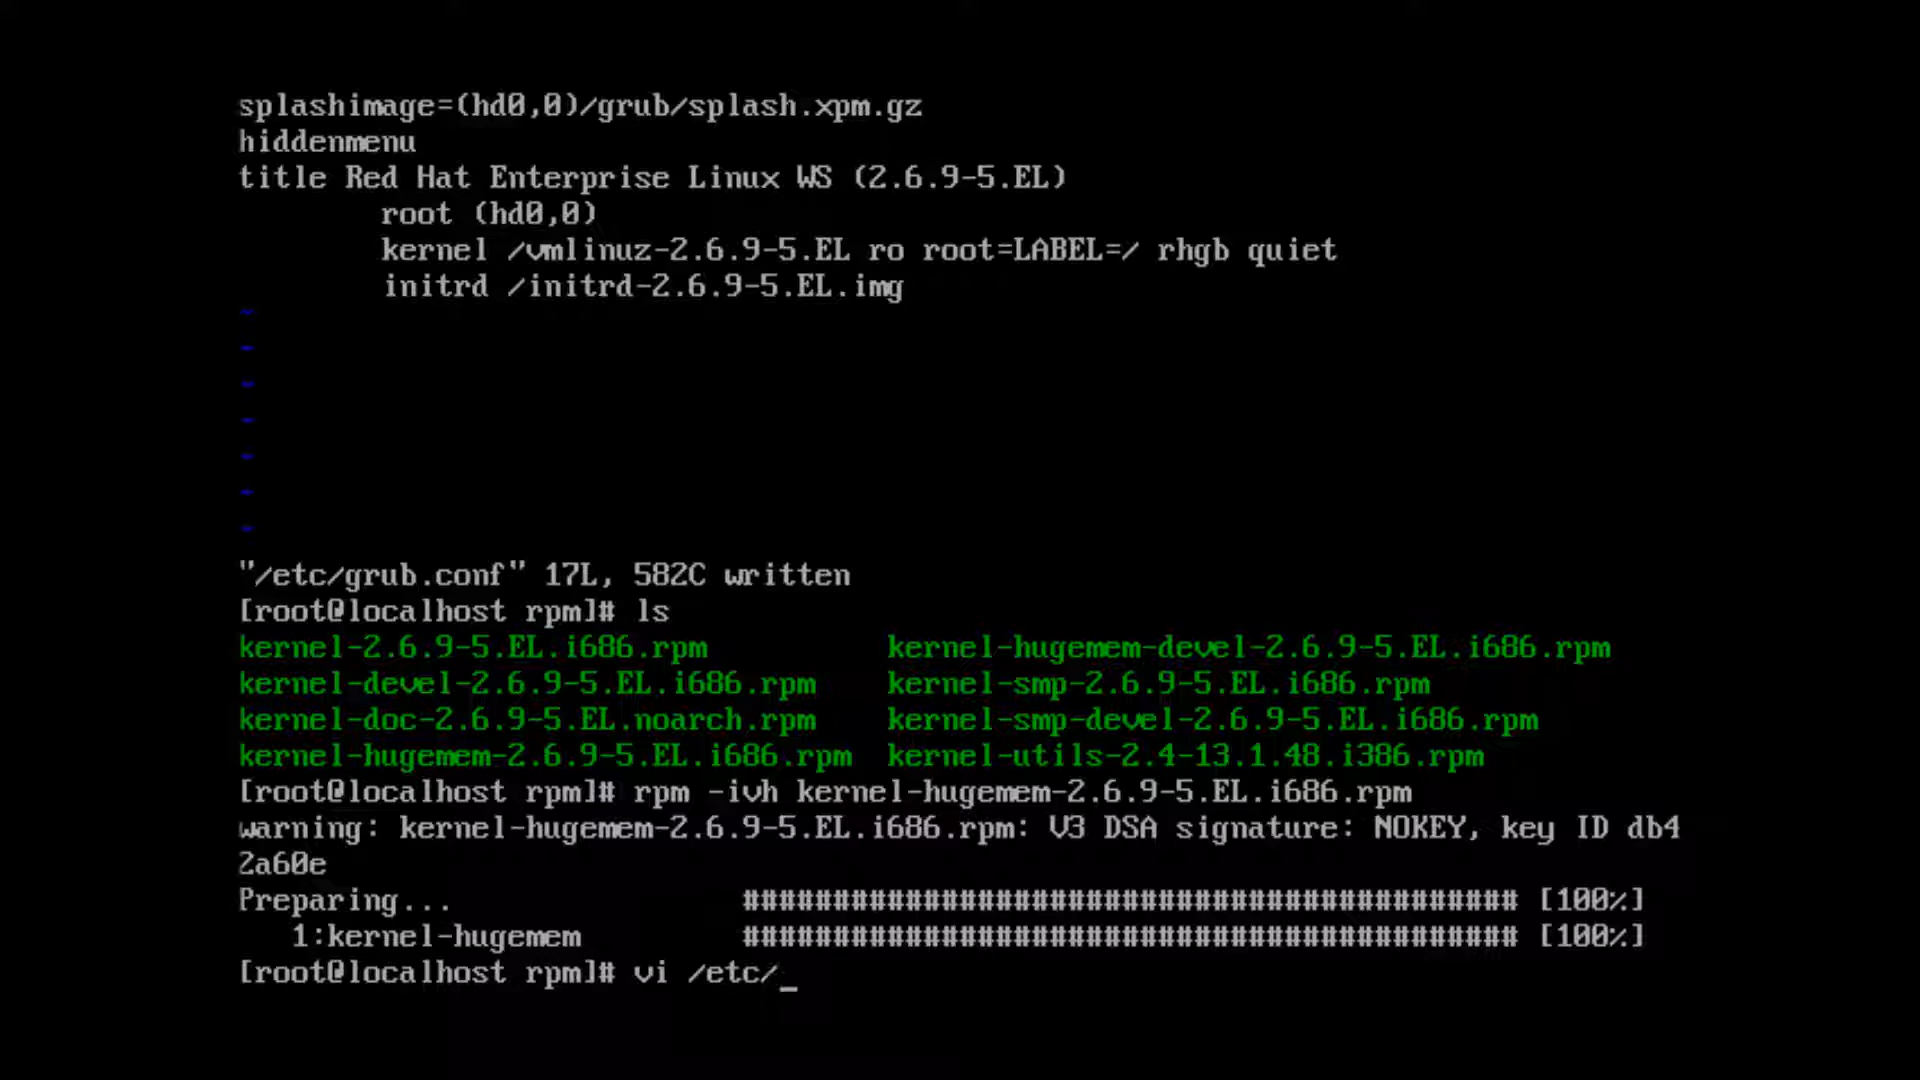 splashimage=(hd0,0)/grub/splash.xpm.gz
hiddenmenu
title Red Hat Enterprise Linux WS (2.6.9-5.EL)
        root (hd0,0)
        kernel /vmlinuz-2.6.9-5.EL ro root=LABEL=/ rhgb quiet
        initrd /initrd-2.6.9-5.EL.img
~
~
~
~
~
~
~
"/etc/grub.conf" 17L, 582C written
[root@localhost rpm]# ls
kernel-2.6.9-5.EL.i686.rpm          kernel-hugemem-devel-2.6.9-5.EL.i686.rpm
kernel-devel-2.6.9-5.EL.i686.rpm    kernel-smp-2.6.9-5.EL.i686.rpm
kernel-doc-2.6.9-5.EL.noarch.rpm    kernel-smp-devel-2.6.9-5.EL.i686.rpm
kernel-hugemem-2.6.9-5.EL.i686.rpm  kernel-utils-2.4-13.1.48.i386.rpm
[root@localhost rpm]# rpm -ivh kernel-hugemem-2.6.9-5.EL.i686.rpm
warning: kernel-hugemem-2.6.9-5.EL.i686.rpm: V3 DSA signature: NOKEY, key ID db4
2a60e
Preparing...                ########################################### [100%]
   1:kernel-hugemem         ########################################### [100%]
[root@localhost rpm]# vi /etc/_